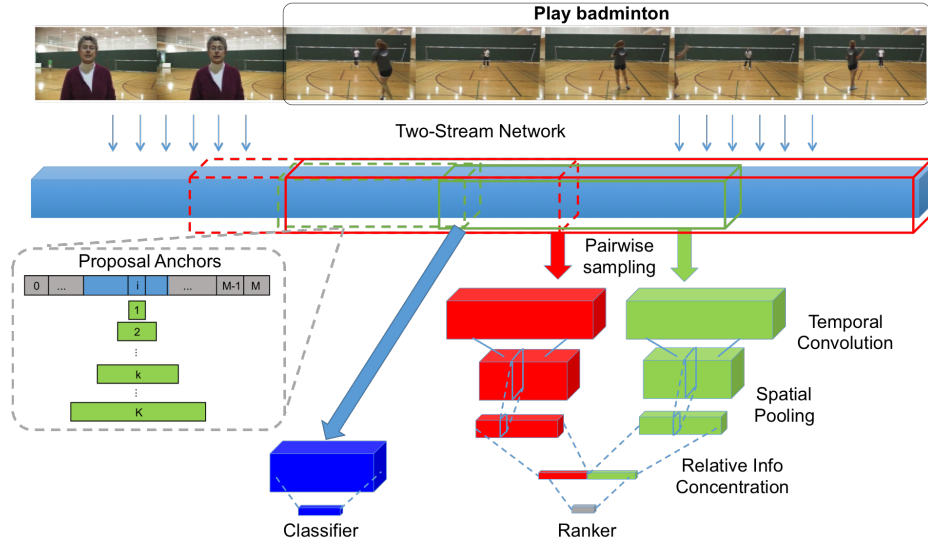 Play badminton
Two-Stream Network
Pairwise
sampling
Proposal Anchors
0 ... i ... M-1 M
1
2
⋮
k
⋮
K
Temporal
Convolution
Spatial
Pooling
Relative Info
Concentration
Classifier
Ranker